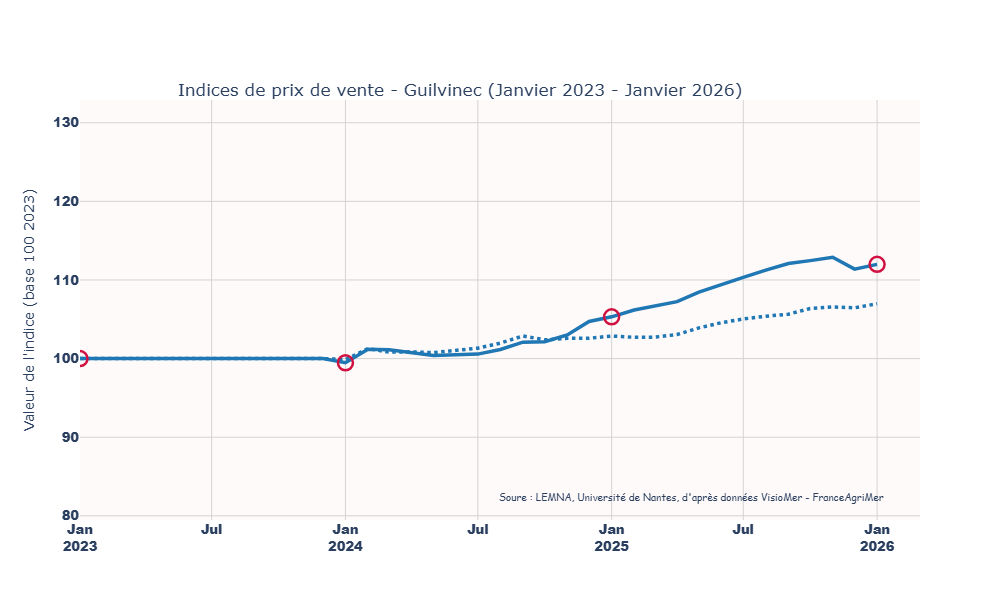 Indices de prix de vente - Guilvinec (Janvier 2023 - Janvier 2026)
Valeur de l'indice (base 100 2023)
130
120
110
100
90
80
Soure : LEMNA, Université de Nantes, d'après données VisioMer - FranceAgriMer
Jan Jul Jan Jul Jan Jul Jan
2023 2024 2025 2026